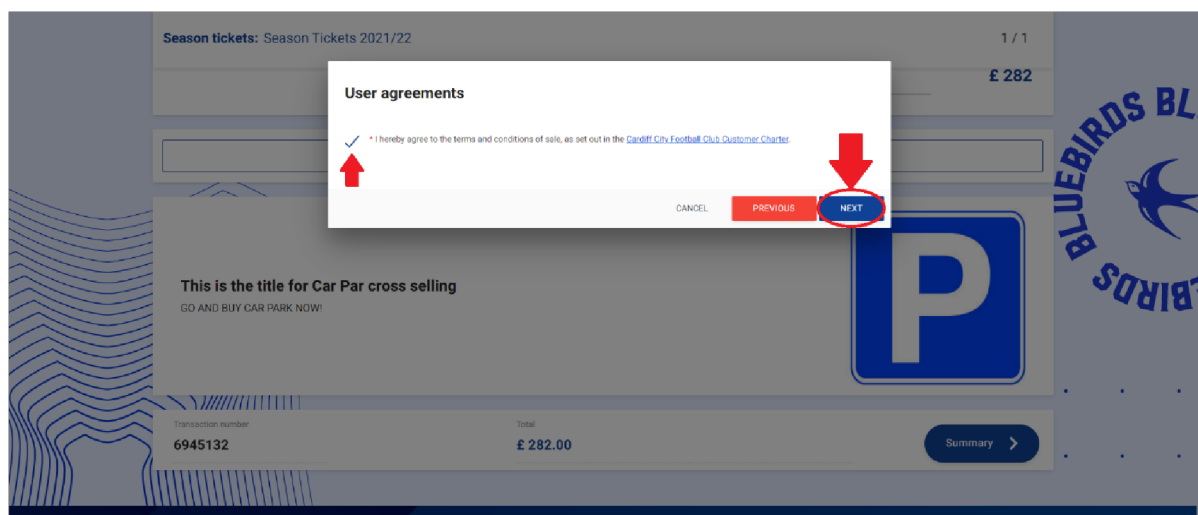 Season tickets: Season Tickets 2021/22
1 / 1
£ 282
User agreements
* I hereby agree to the terms and conditions of sale, as set out in the Cardiff City Football Club Customer Charter.
CANCEL
PREVIOUS
NEXT
This is the title for Car Par cross selling
GO AND BUY CAR PARK NOW!
P
Transaction number
6945132
Total
£ 282.00
Summary
BLUEBIRDS BL
EBIRDS